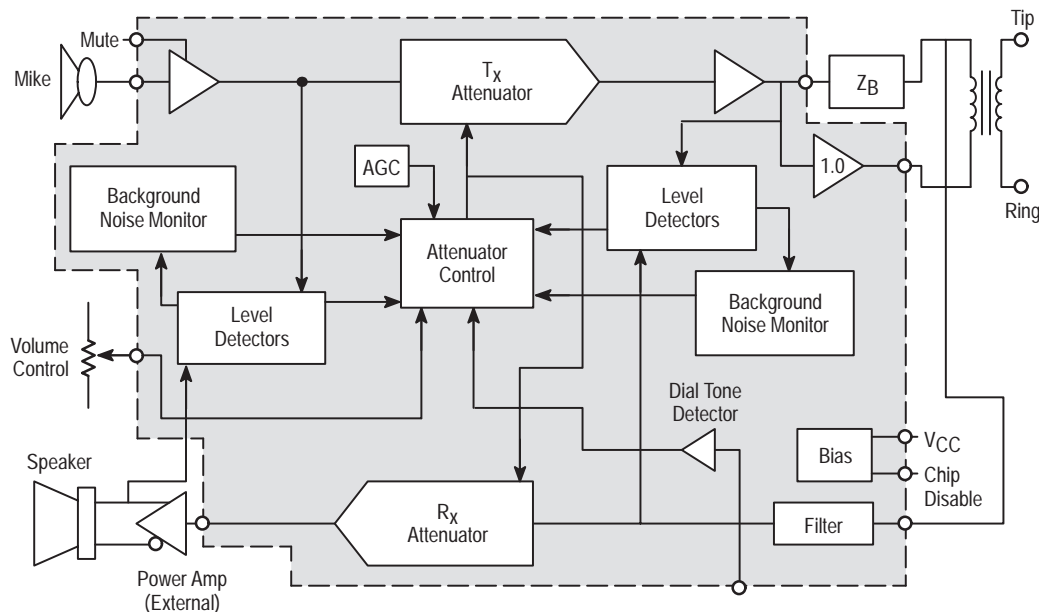 Mute
Mike
Tx
Attenuator
ZB
Tip
AGC
1.0
Background
Noise Monitor
Level
Detectors
Ring
Attenuator
Control
Level
Detectors
Background
Noise Monitor
Volume
Control
Dial Tone
Detector
Speaker
Bias
VCC
Chip
Disable
Rx
Attenuator
Filter
Power Amp
(External)